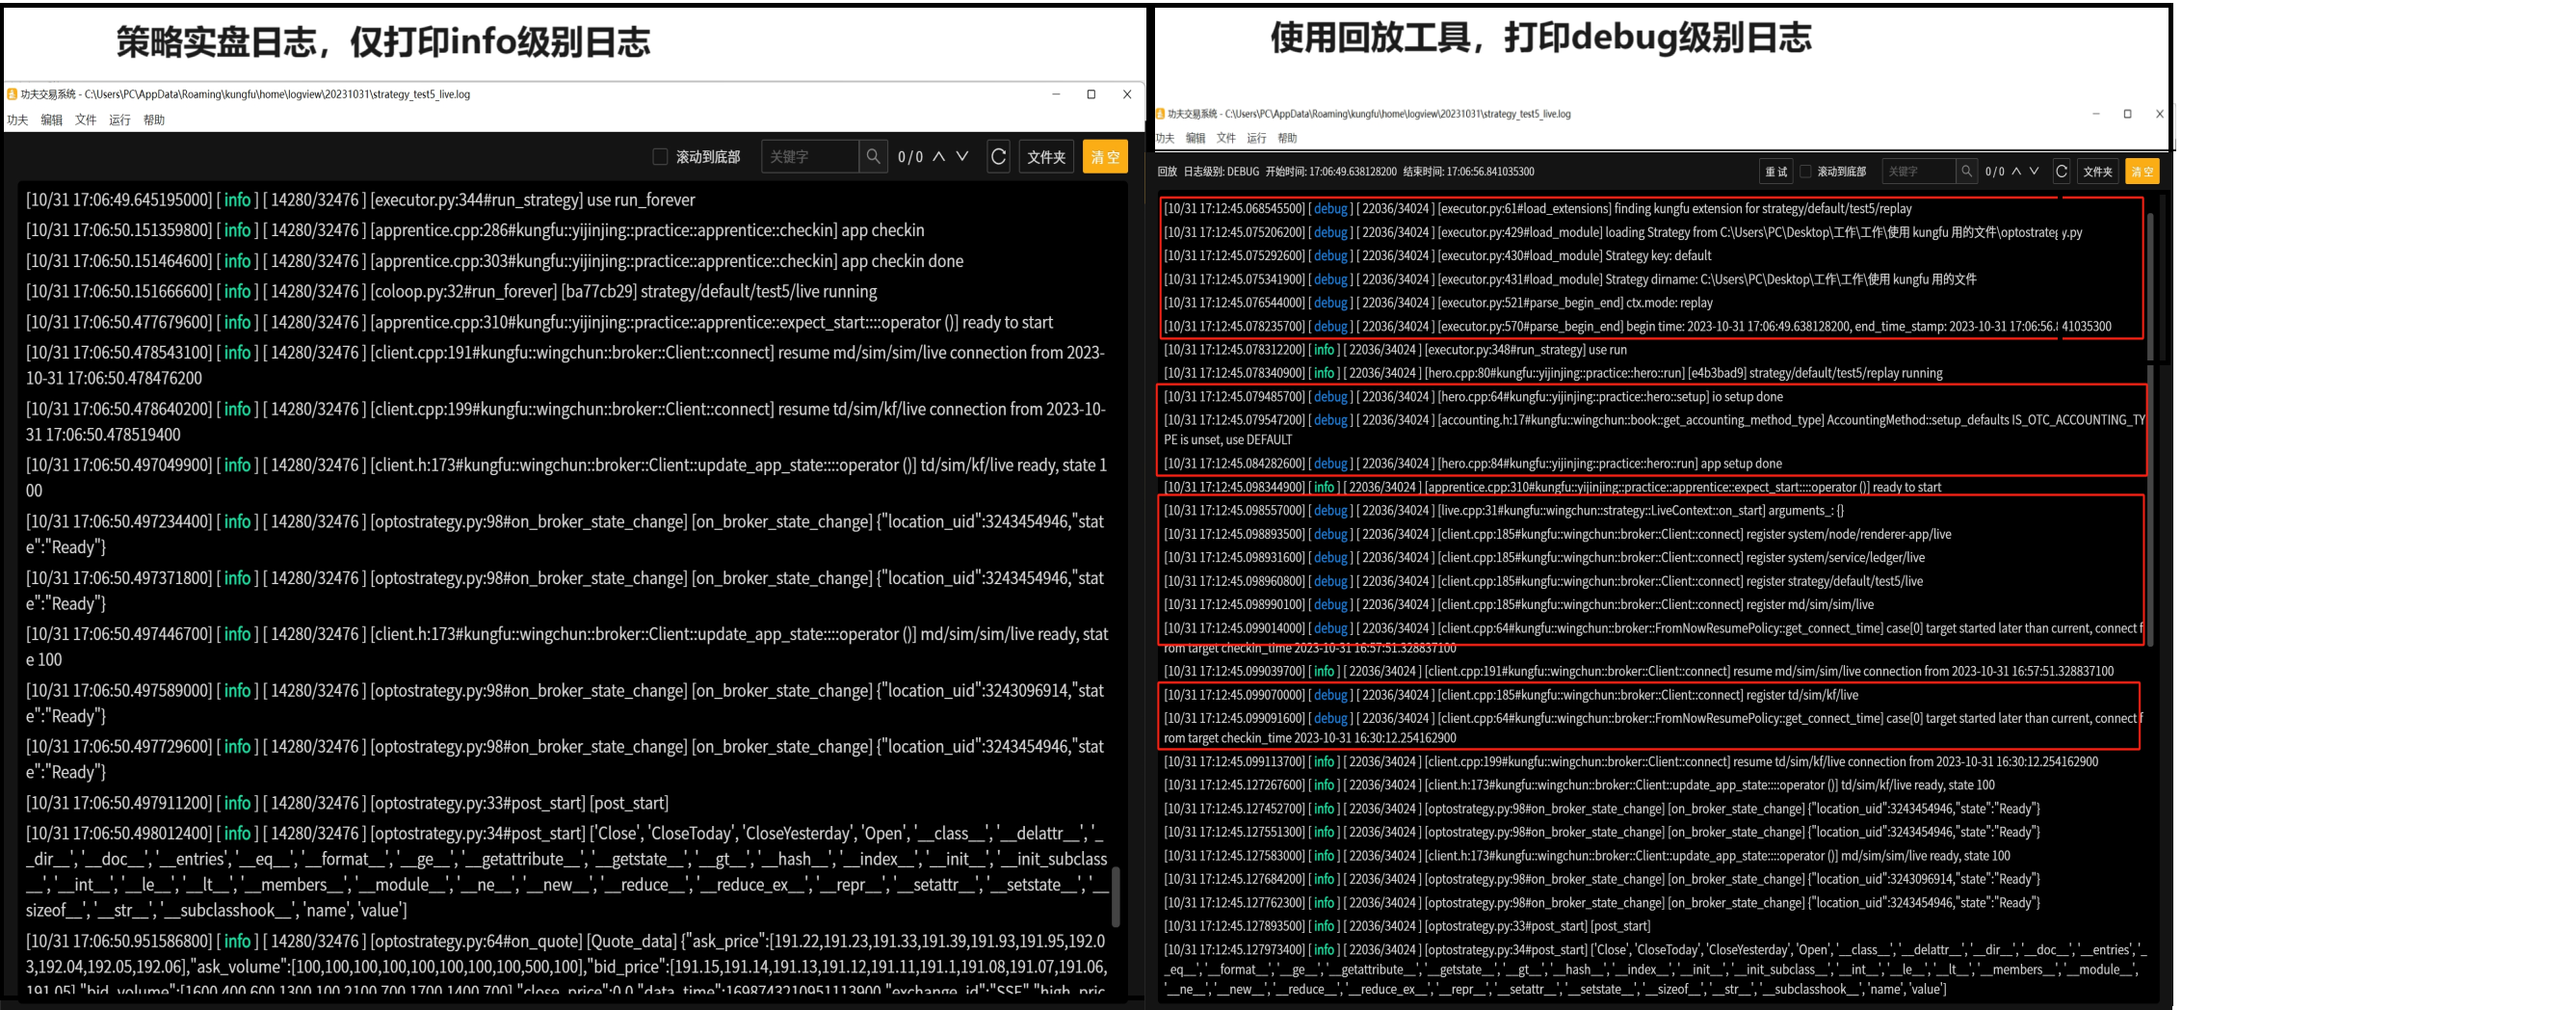 策略实盘日志，仅打印info级别日志
功夫交易系统 - C:\Users\PC\AppData\Roaming\kungfu\home\logview\20231031\strategy_test5_live.log
功夫 编辑 文件 运行 帮助
滚动到底部 关键字 0/0 文件夹 清空
[10/31 17:06:49.645195000] [ info ] [ 14280/32476 ] [executor.py:344#run_strategy] use run_forever
[10/31 17:06:50.151359800] [ info ] [ 14280/32476 ] [apprentice.cpp:286#kungfu::yijinjing::practice::apprentice::checkin] app checkin
[10/31 17:06:50.151464600] [ info ] [ 14280/32476 ] [apprentice.cpp:303#kungfu::yijinjing::practice::apprentice::checkin] app checkin done
[10/31 17:06:50.151666600] [ info ] [ 14280/32476 ] [coloop.py:32#run_forever] [ba77cb29] strategy/default/test5/live running
[10/31 17:06:50.477679600] [ info ] [ 14280/32476 ] [apprentice.cpp:310#kungfu::yijinjing::practice::apprentice::expect_start::::operator ()] ready to start
[10/31 17:06:50.478543100] [ info ] [ 14280/32476 ] [client.cpp:191#kungfu::wingchun::broker::Client::connect] resume md/sim/sim/live connection from 2023-
10-31 17:06:50.478476200
[10/31 17:06:50.478640200] [ info ] [ 14280/32476 ] [client.cpp:199#kungfu::wingchun::broker::Client::connect] resume td/sim/kf/live connection from 2023-10-
31 17:06:50.478519400
[10/31 17:06:50.497049900] [ info ] [ 14280/32476 ] [client.h:173#kungfu::wingchun::broker::Client::update_app_state::::operator ()] td/sim/kf/live ready, state 1
00
[10/31 17:06:50.497234400] [ info ] [ 14280/32476 ] [optostrategy.py:98#on_broker_state_change] [on_broker_state_change] {"location_uid":3243454946,"stat
e":"Ready"}
[10/31 17:06:50.497371800] [ info ] [ 14280/32476 ] [optostrategy.py:98#on_broker_state_change] [on_broker_state_change] {"location_uid":3243454946,"stat
e":"Ready"}
[10/31 17:06:50.497446700] [ info ] [ 14280/32476 ] [client.h:173#kungfu::wingchun::broker::Client::update_app_state::::operator ()] md/sim/sim/live ready, stat
e 100
[10/31 17:06:50.497589000] [ info ] [ 14280/32476 ] [optostrategy.py:98#on_broker_state_change] [on_broker_state_change] {"location_uid":3243096914,"stat
e":"Ready"}
[10/31 17:06:50.497729600] [ info ] [ 14280/32476 ] [optostrategy.py:98#on_broker_state_change] [on_broker_state_change] {"location_uid":3243454946,"stat
e":"Ready"}
[10/31 17:06:50.497911200] [ info ] [ 14280/32476 ] [optostrategy.py:33#post_start] [post_start]
[10/31 17:06:50.498012400] [ info ] [ 14280/32476 ] [optostrategy.py:34#post_start] ['Close', 'CloseToday', 'CloseYesterday', 'Open', '__class__', '__delattr__', '_
_dir__', '__doc__', '__entries', '__eq__', '__format__', '__ge__', '__getattribute__', '__getstate__', '__gt__', '__hash__', '__index__', '__init__', '__init_subclass
__', '__int__', '__le__', '__lt__', '__members__', '__module__', '__ne__', '__new__', '__reduce__', '__reduce_ex__', '__repr__', '__setattr__', '__setstate__', '__
sizeof__', '__str__', '__subclasshook__', 'name', 'value']
[10/31 17:06:50.951586800] [ info ] [ 14280/32476 ] [optostrategy.py:64#on_quote] [Quote_data] {"ask_price":[191.22,191.23,191.33,191.39,191.93,191.95,192.0
3,192.04,192.05,192.06],"ask_volume":[100,100,100,100,100,100,100,100,500,100],"bid_price":[191.15,191.14,191.13,191.12,191.11,191.1,191.08,191.07,191.06,
191.05],"bid_volume":[1600,400,600,1300,100,2100,700,1700,1400,700],"close_price":0.0,"data_time":1698743210951113900,"exchange_id":"SSE","high_pric
使用回放工具，打印debug级别日志
功夫交易系统 - C:\Users\PC\AppData\Roaming\kungfu\home\logview\20231031\strategy_test5_live.log
功夫 编辑 文件 运行 帮助
回放 日志级别: DEBUG 开始时间: 17:06:49.638128200 结束时间: 17:06:56.841035300 重试 滚动到底部 关键字 0/0 文件夹 清空
[10/31 17:12:45.068545500] [ debug ] [ 22036/34024 ] [executor.py:61#load_extensions] finding kungfu extension for strategy/default/test5/replay
[10/31 17:12:45.075206200] [ debug ] [ 22036/34024 ] [executor.py:429#load_module] loading Strategy from C:\Users\PC\Desktop\工作\工作\使用 kungfu 用的文件\optostrategy.py
[10/31 17:12:45.075292600] [ debug ] [ 22036/34024 ] [executor.py:430#load_module] Strategy key: default
[10/31 17:12:45.075341900] [ debug ] [ 22036/34024 ] [executor.py:431#load_module] Strategy dirname: C:\Users\PC\Desktop\工作\工作\使用 kungfu 用的文件
[10/31 17:12:45.076544000] [ debug ] [ 22036/34024 ] [executor.py:521#parse_begin_end] ctx.mode: replay
[10/31 17:12:45.078235700] [ debug ] [ 22036/34024 ] [executor.py:570#parse_begin_end] begin time: 2023-10-31 17:06:49.638128200, end_time_stamp: 2023-10-31 17:06:56.841035300
[10/31 17:12:45.078312200] [ info ] [ 22036/34024 ] [executor.py:348#run_strategy] use run
[10/31 17:12:45.078340900] [ info ] [ 22036/34024 ] [hero.cpp:80#kungfu::yijinjing::practice::hero::run] [e4b3bad9] strategy/default/test5/replay running
[10/31 17:12:45.079485700] [ debug ] [ 22036/34024 ] [hero.cpp:64#kungfu::yijinjing::practice::hero::setup] io setup done
[10/31 17:12:45.079547200] [ debug ] [ 22036/34024 ] [accounting.h:17#kungfu::wingchun::book::get_accounting_method_type] AccountingMethod::setup_defaults IS_OTC_ACCOUNTING_TY
PE is unset, use DEFAULT
[10/31 17:12:45.084282600] [ debug ] [ 22036/34024 ] [hero.cpp:84#kungfu::yijinjing::practice::hero::run] app setup done
[10/31 17:12:45.098344900] [ info ] [ 22036/34024 ] [apprentice.cpp:310#kungfu::yijinjing::practice::apprentice::expect_start::::operator ()] ready to start
[10/31 17:12:45.098557000] [ debug ] [ 22036/34024 ] [live.cpp:31#kungfu::wingchun::strategy::LiveContext::on_start] arguments_: {}
[10/31 17:12:45.098893500] [ debug ] [ 22036/34024 ] [client.cpp:185#kungfu::wingchun::broker::Client::connect] register system/node/renderer-app/live
[10/31 17:12:45.098931600] [ debug ] [ 22036/34024 ] [client.cpp:185#kungfu::wingchun::broker::Client::connect] register system/service/ledger/live
[10/31 17:12:45.098960800] [ debug ] [ 22036/34024 ] [client.cpp:185#kungfu::wingchun::broker::Client::connect] register strategy/default/test5/live
[10/31 17:12:45.098990100] [ debug ] [ 22036/34024 ] [client.cpp:185#kungfu::wingchun::broker::Client::connect] register md/sim/sim/live
[10/31 17:12:45.099014000] [ debug ] [ 22036/34024 ] [client.cpp:64#kungfu::wingchun::broker::FromNowResumePolicy::get_connect_time] case[0] target started later than current, connect f
rom target checkin_time 2023-10-31 16:57:51.328837100
[10/31 17:12:45.099039700] [ info ] [ 22036/34024 ] [client.cpp:191#kungfu::wingchun::broker::Client::connect] resume md/sim/sim/live connection from 2023-10-31 16:57:51.328837100
[10/31 17:12:45.099070000] [ debug ] [ 22036/34024 ] [client.cpp:185#kungfu::wingchun::broker::Client::connect] register td/sim/kf/live
[10/31 17:12:45.099091600] [ debug ] [ 22036/34024 ] [client.cpp:64#kungfu::wingchun::broker::FromNowResumePolicy::get_connect_time] case[0] target started later than current, connect f
rom target checkin_time 2023-10-31 16:30:12.254162900
[10/31 17:12:45.099113700] [ info ] [ 22036/34024 ] [client.cpp:199#kungfu::wingchun::broker::Client::connect] resume td/sim/kf/live connection from 2023-10-31 16:30:12.254162900
[10/31 17:12:45.127267600] [ info ] [ 22036/34024 ] [client.h:173#kungfu::wingchun::broker::Client::update_app_state::::operator ()] td/sim/kf/live ready, state 100
[10/31 17:12:45.127452700] [ info ] [ 22036/34024 ] [optostrategy.py:98#on_broker_state_change] [on_broker_state_change] {"location_uid":3243454946,"state":"Ready"}
[10/31 17:12:45.127551300] [ info ] [ 22036/34024 ] [optostrategy.py:98#on_broker_state_change] [on_broker_state_change] {"location_uid":3243454946,"state":"Ready"}
[10/31 17:12:45.127583000] [ info ] [ 22036/34024 ] [client.h:173#kungfu::wingchun::broker::Client::update_app_state::::operator ()] md/sim/sim/live ready, state 100
[10/31 17:12:45.127684200] [ info ] [ 22036/34024 ] [optostrategy.py:98#on_broker_state_change] [on_broker_state_change] {"location_uid":3243096914,"state":"Ready"}
[10/31 17:12:45.127762300] [ info ] [ 22036/34024 ] [optostrategy.py:98#on_broker_state_change] [on_broker_state_change] {"location_uid":3243454946,"state":"Ready"}
[10/31 17:12:45.127893500] [ info ] [ 22036/34024 ] [optostrategy.py:33#post_start] [post_start]
[10/31 17:12:45.127973400] [ info ] [ 22036/34024 ] [optostrategy.py:34#post_start] ['Close', 'CloseToday', 'CloseYesterday', 'Open', '__class__', '__delattr__', '__dir__', '__doc__', '__entries', '_
_eq__', '__format__', '__ge__', '__getattribute__', '__getstate__', '__gt__', '__hash__', '__index__', '__init__', '__init_subclass__', '__int__', '__le__', '__lt__', '__members__', '__module__',
'__ne__', '__new__', '__reduce__', '__reduce_ex__', '__repr__', '__setattr__', '__setstate__', '__sizeof__', '__str__', '__subclasshook__', 'name', 'value']